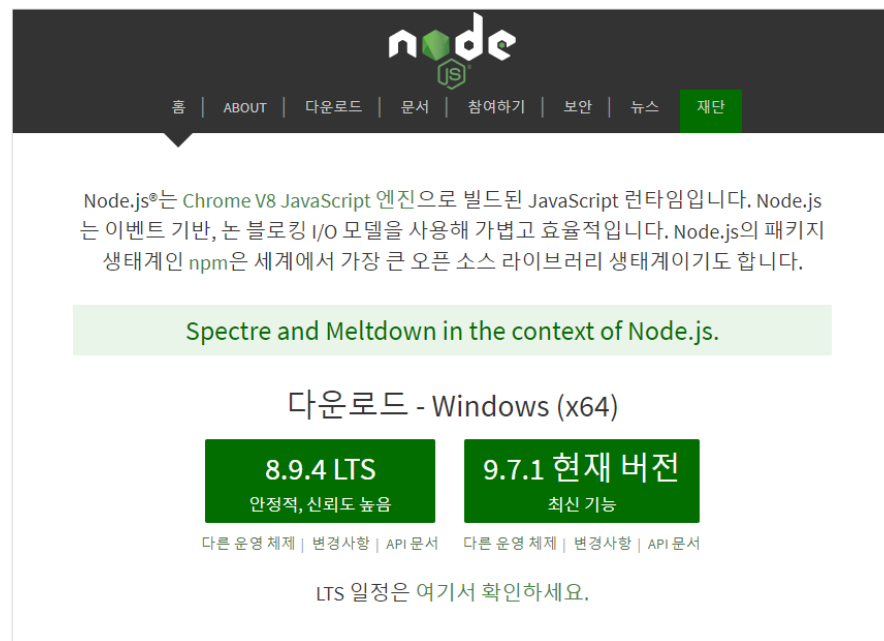 node
JS
홈 | ABOUT | 다운로드 | 문서 | 참여하기 | 보안 | 뉴스 재단
Node.js®는 Chrome V8 JavaScript 엔진으로 빌드된 JavaScript 런타임입니다. Node.js
는 이벤트 기반, 논 블로킹 I/O 모델을 사용해 가볍고 효율적입니다. Node.js의 패키지
생태계인 npm은 세계에서 가장 큰 오픈 소스 라이브러리 생태계이기도 합니다.
Spectre and Meltdown in the context of Node.js.
다운로드 - Windows (x64)
8.9.4 LTS
안정적, 신뢰도 높음
다른 운영 체제 | 변경사항 | API 문서
9.7.1 현재 버전
최신 기능
다른 운영 체제 | 변경사항 | API 문서
LTS 일정은 여기서 확인하세요.